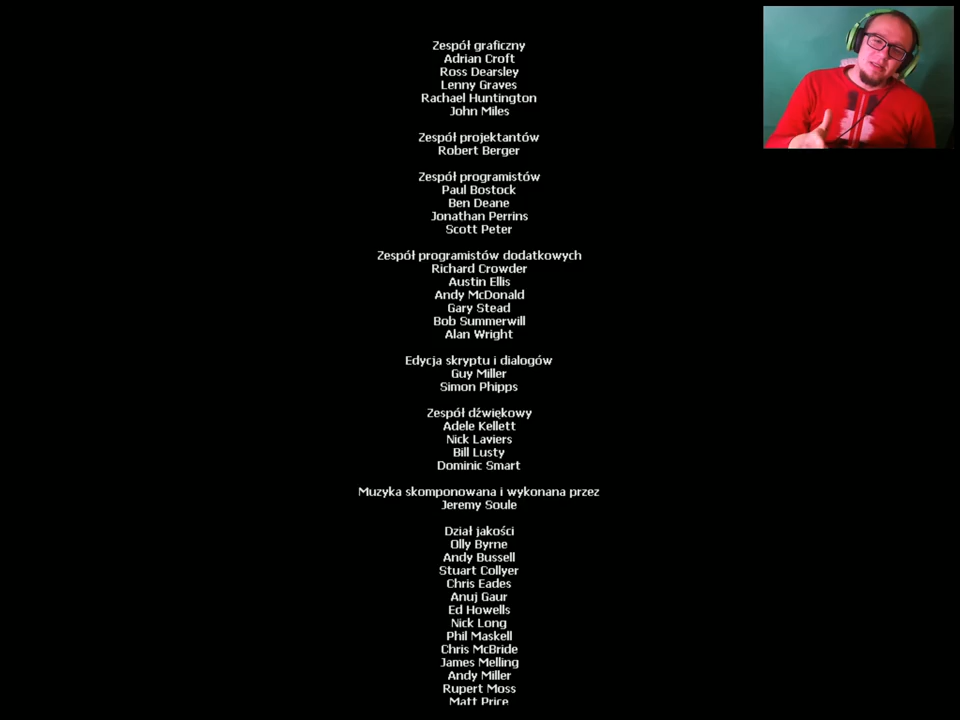 Zespół graficzny
Adrian Croft
Ross Dearsley
Lenny Graves
Rachael Huntington
John Miles
Zespół projektantów
Robert Berger
Zespół programistów
Paul Bostock
Ben Deane
Jonathan Perrins
Scott Peter
Zespół programistów dodatkowych
Richard Crowder
Austin Ellis
Andy McDonald
Gary Stead
Bob Summerwill
Alan Wright
Edycja skryptu i dialogów
Guy Miller
Simon Phipps
Zespół dźwiękowy
Adele Kellett
Nick Laviers
Bill Lusty
Dominic Smart
Muzyka skomponowana i wykonana przez
Jeremy Soule
Dział jakości
Olly Byrne
Andy Bussell
Stuart Collyer
Chris Eades
Anuj Gaur
Ed Howells
Nick Long
Phil Maskell
Chris McBride
James Melling
Andy Miller
Rupert Moss
Matt Price